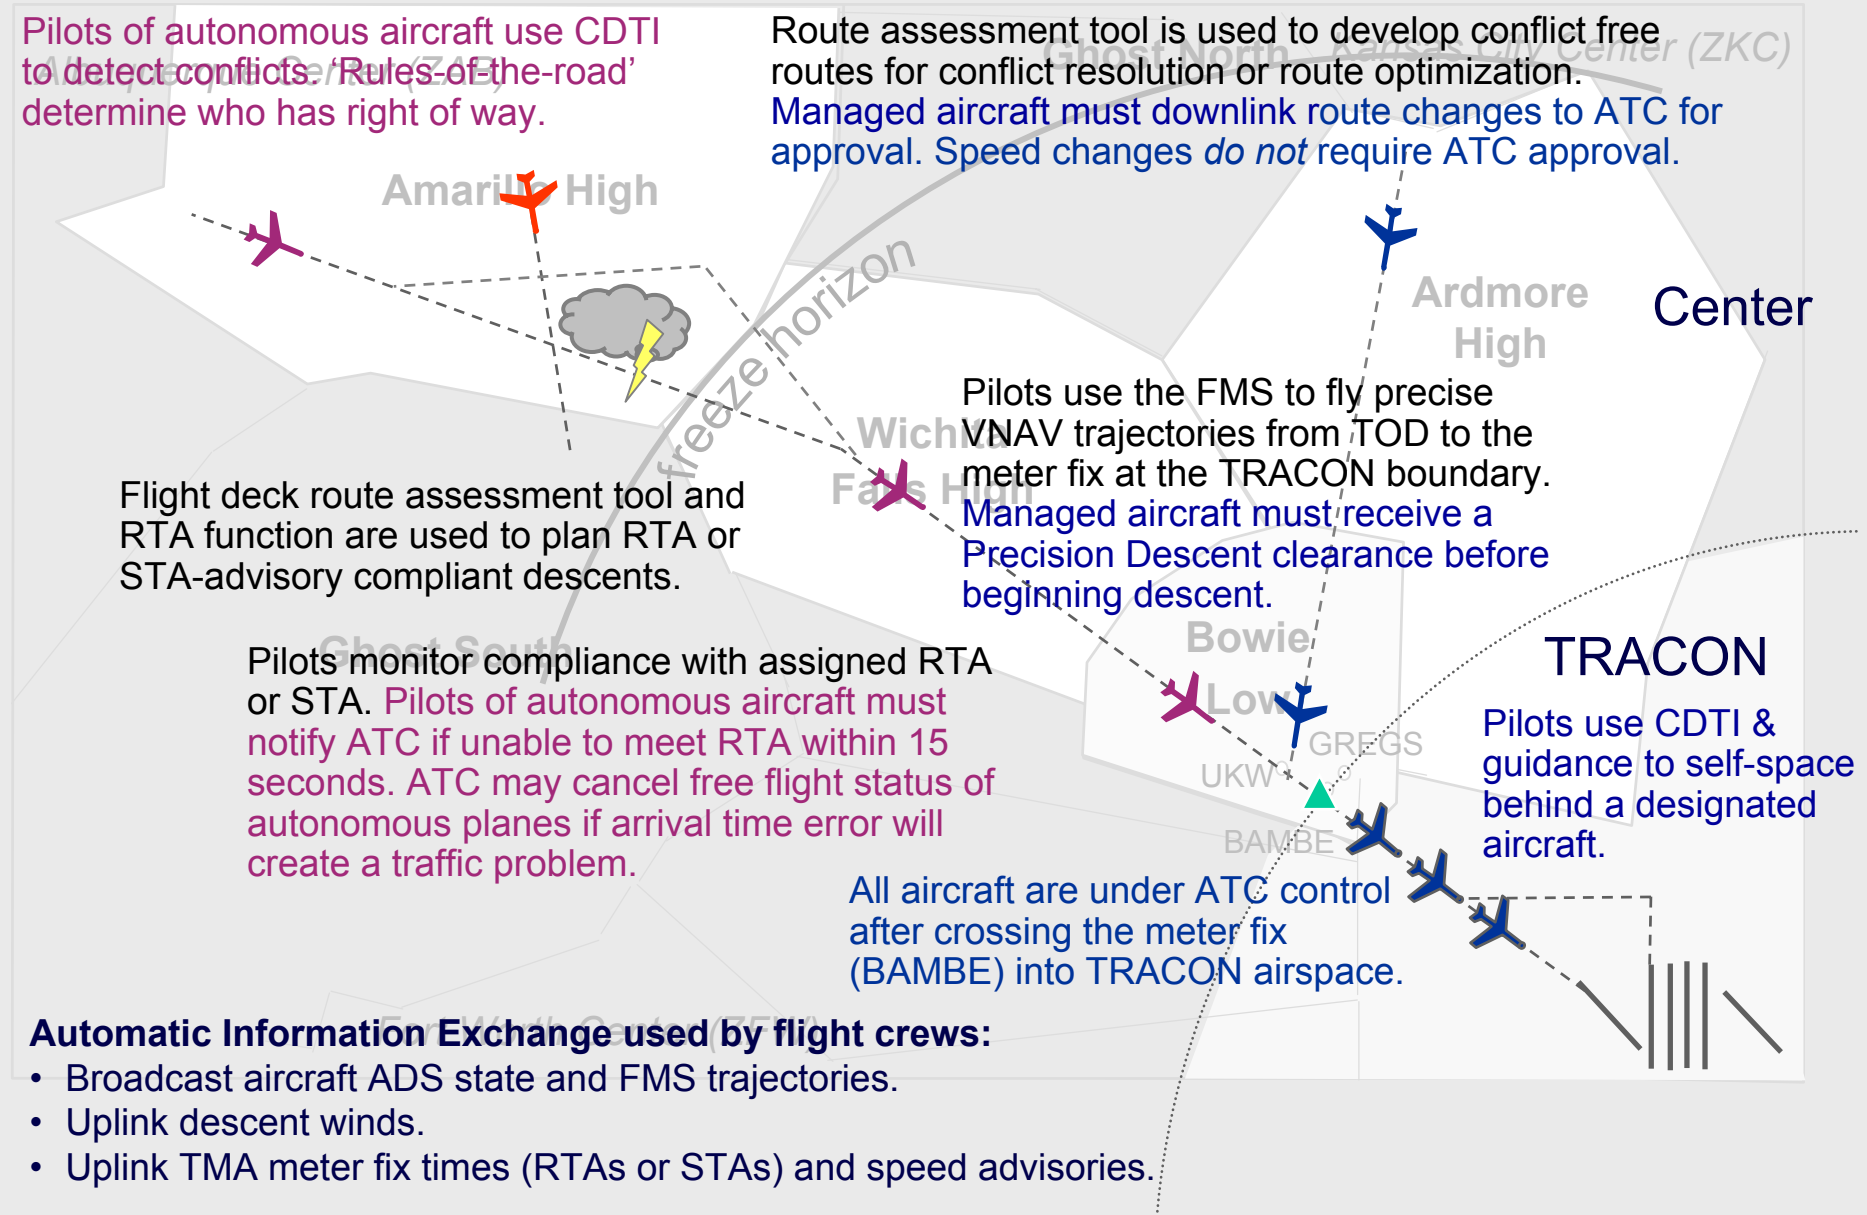 Pilots of autonomous aircraft use CDTI
to detect conflicts. ‘Rules-of-the-road’
determine who has right of way.
Albuquerque Center (ZAB)
Route assessment tool is used to develop conflict free
routes for conflict resolution or route optimization.
Managed aircraft must downlink route changes to ATC for
approval. Speed changes do not require ATC approval.
Ghost North
Kansas City Center (ZKC)
Amarillo High
freeze horizon
Ardmore
High
Center
Wichita
Falls High
Pilots use the FMS to fly precise
VNAV trajectories from TOD to the
meter fix at the TRACON boundary.
Managed aircraft must receive a
Precision Descent clearance before
beginning descent.
Flight deck route assessment tool and
RTA function are used to plan RTA or
STA-advisory compliant descents.
Ghost South
Pilots monitor compliance with assigned RTA
or STA. Pilots of autonomous aircraft must
notify ATC if unable to meet RTA within 15
seconds. ATC may cancel free flight status of
autonomous planes if arrival time error will
create a traffic problem.
Bowie
Low
TRACON
Pilots use CDTI &
guidance to self-space
behind a designated
aircraft.
GREGS
UKW
BAMBE
All aircraft are under ATC control
after crossing the meter fix
(BAMBE) into TRACON airspace.
Fort Worth Center (ZFW)
Automatic Information Exchange used by flight crews:
• Broadcast aircraft ADS state and FMS trajectories.
• Uplink descent winds.
• Uplink TMA meter fix times (RTAs or STAs) and speed advisories.